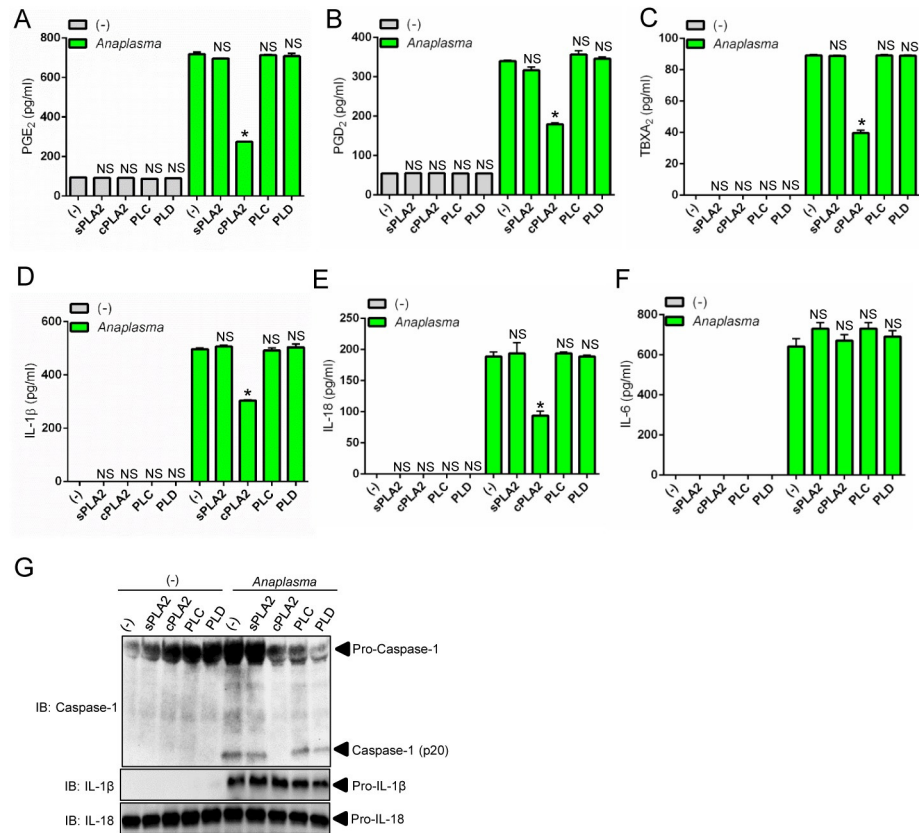 A
(-)
Anaplasma
PGE2 (pg/ml)
800
600
400
200
0
NS NS NS NS
NS
*
NS NS
(-) sPLA2 cPLA2 PLC PLD (-) sPLA2 cPLA2 PLC PLD
B
(-)
Anaplasma
PGD2 (pg/ml)
400
300
200
100
0
NS NS NS NS
NS
*
NS NS
(-) sPLA2 cPLA2 PLC PLD (-) sPLA2 cPLA2 PLC PLD
C
(-)
Anaplasma
TBXA2 (pg/ml)
100
80
60
40
20
0
NS NS NS NS
NS
*
NS NS
(-) sPLA2 cPLA2 PLC PLD (-) sPLA2 cPLA2 PLC PLD
D
(-)
Anaplasma
IL-1β (pg/ml)
600
400
200
0
NS NS NS NS
NS
*
NS NS
(-) sPLA2 cPLA2 PLC PLD (-) sPLA2 cPLA2 PLC PLD
E
(-)
Anaplasma
IL-18 (pg/ml)
250
200
150
100
50
0
NS NS NS NS
NS
*
NS NS
(-) sPLA2 cPLA2 PLC PLD (-) sPLA2 cPLA2 PLC PLD
F
(-)
Anaplasma
IL-6 (pg/ml)
800
600
400
200
0
NS NS NS NS
(-) sPLA2 cPLA2 PLC PLD (-) sPLA2 cPLA2 PLC PLD
G
(-) Anaplasma
(-) sPLA2 cPLA2 PLC PLD (-) sPLA2 cPLA2 PLC PLD
Pro-Caspase-1
IB: Caspase-1
Caspase-1 (p20)
IB: IL-1β Pro-IL-1β
IB: IL-18 Pro-IL-18